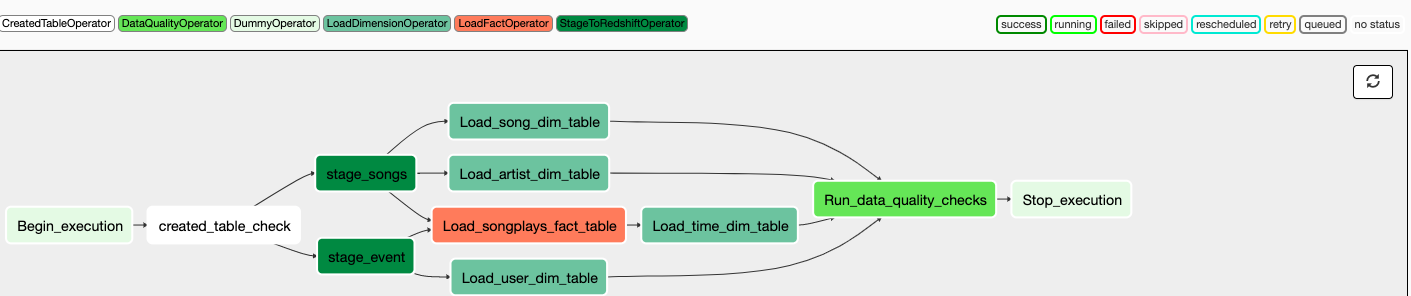 CreatedTableOperator DataQualityOperator DummyOperator LoadDimensionOperator LoadFactOperator StageToRedshiftOperator success running failed skipped rescheduled retry queued no status
Load_song_dim_table
stage_songs Load_artist_dim_table
Run_data_quality_checks Stop_execution
Begin_execution created_table_check Load_songplays_fact_table Load_time_dim_table
stage_event
Load_user_dim_table